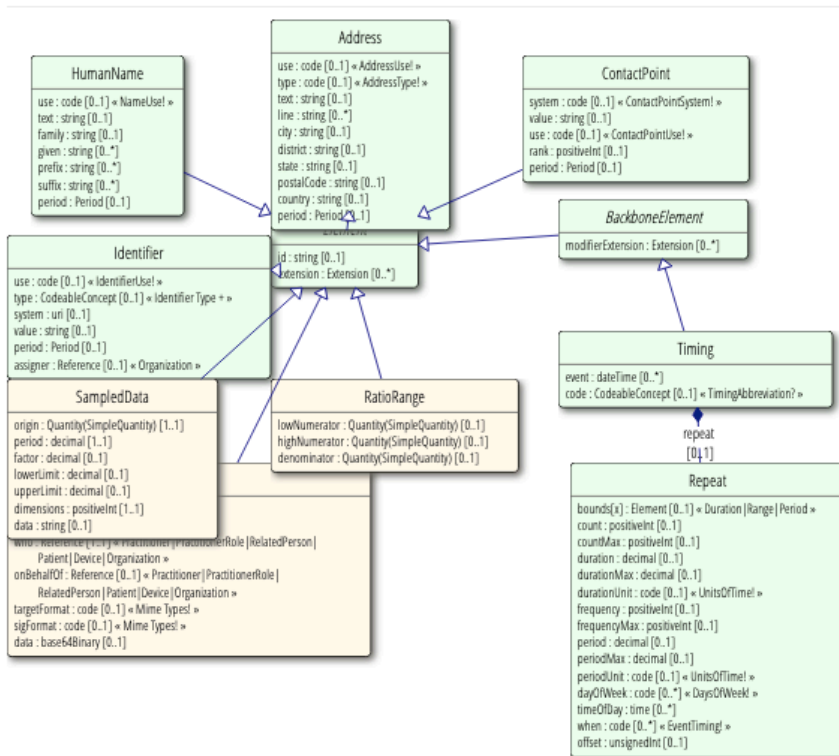 Address
use : code [0..1] « AddressUse! »
type : code [0..1] « AddressType! »
text : string [0..1]
line : string [0..*]
city : string [0..1]
district : string [0..1]
state : string [0..1]
postalCode : string [0..1]
country : string [0..1]
period : Period [0..1]
HumanName
use : code [0..1] « NameUse! »
text : string [0..1]
family : string [0..1]
given : string [0..*]
prefix : string [0..*]
suffix : string [0..*]
period : Period [0..1]
ContactPoint
system : code [0..1] « ContactPointSystem! »
value : string [0..1]
use : code [0..1] « ContactPointUse! »
rank : positiveInt [0..1]
period : Period [0..1]
Element
id : string [0..1]
extension : Extension [0..*]
BackboneElement
modifierExtension : Extension [0..*]
Identifier
use : code [0..1] « IdentifierUse! »
type : CodeableConcept [0..1] « Identifier Type + »
system : uri [0..1]
value : string [0..1]
period : Period [0..1]
assigner : Reference [0..1] « Organization »
Timing
event : dateTime [0..*]
code : CodeableConcept [0..1] « TimingAbbreviation? »
SampledData
origin : Quantity(SimpleQuantity) [1..1]
period : decimal [1..1]
factor : decimal [0..1]
lowerLimit : decimal [0..1]
upperLimit : decimal [0..1]
dimensions : positiveInt [1..1]
data : string [0..1]
RatioRange
lowNumerator : Quantity(SimpleQuantity) [0..1]
highNumerator : Quantity(SimpleQuantity) [0..1]
denominator : Quantity(SimpleQuantity) [0..1]
repeat
[0..1]
Repeat
bounds[x] : Element [0..1] « Duration|Range|Period »
count : positiveInt [0..1]
countMax : positiveInt [0..1]
duration : decimal [0..1]
durationMax : decimal [0..1]
durationUnit : code [0..1] « UnitsOfTime! »
frequency : positiveInt [0..1]
frequencyMax : positiveInt [0..1]
period : decimal [0..1]
periodMax : decimal [0..1]
periodUnit : code [0..1] « UnitsOfTime! »
dayOfWeek : code [0..*] « DaysOfWeek! »
timeOfDay : time [0..*]
when : code [0..*] « EventTiming! »
offset : unsignedInt [0..1]
who : Reference [1..1] « Practitioner|PractitionerRole|RelatedPerson|
Patient|Device|Organization »
onBehalfOf : Reference [0..1] « Practitioner|PractitionerRole|
RelatedPerson|Patient|Device|Organization »
targetFormat : code [0..1] « Mime Types! »
sigFormat : code [0..1] « Mime Types! »
data : base64Binary [0..1]